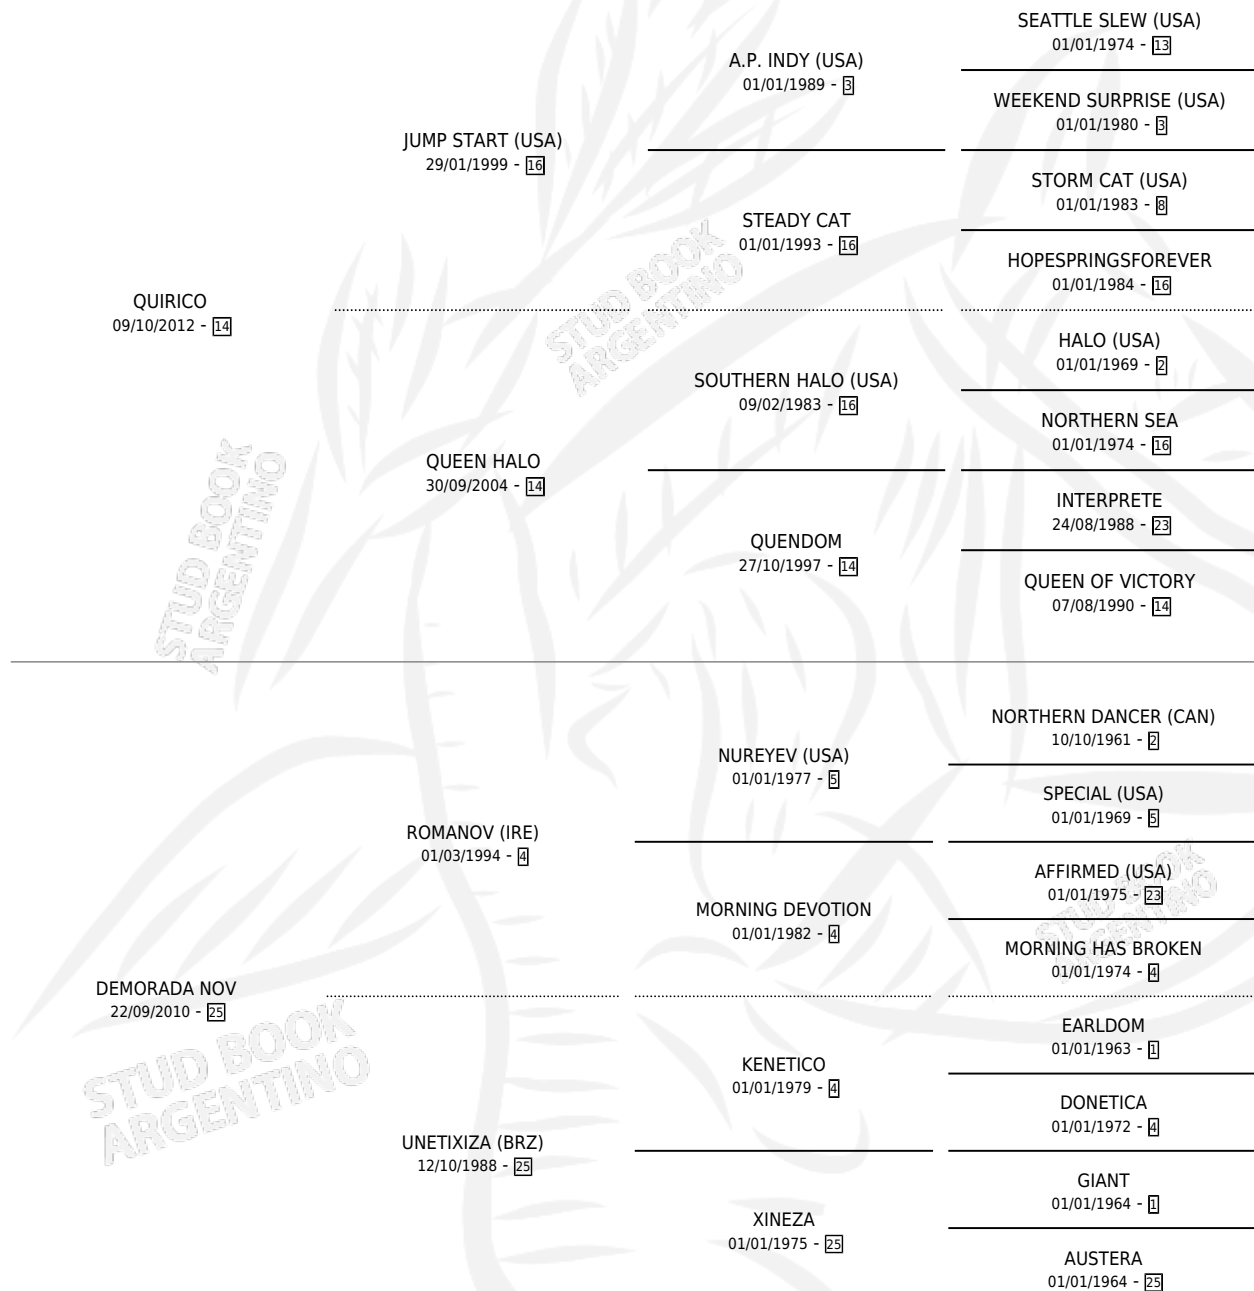 SEATTLE SLEW (USA)
01/01/1974 - 13
A.P. INDY (USA)
01/01/1989 - 3
WEEKEND SURPRISE (USA)
01/01/1980 - 3
JUMP START (USA)
29/01/1999 - 16
STORM CAT (USA)
01/01/1983 - 8
STEADY CAT
01/01/1993 - 16
HOPESPRINGSFOREVER
01/01/1984 - 16
QUIRICO
09/10/2012 - 14
HALO (USA)
01/01/1969 - 2
SOUTHERN HALO (USA)
09/02/1983 - 16
NORTHERN SEA
01/01/1974 - 16
QUEEN HALO
30/09/2004 - 14
INTERPRETE
24/08/1988 - 23
QUENDOM
27/10/1997 - 14
QUEEN OF VICTORY
07/08/1990 - 14
NORTHERN DANCER (CAN)
10/10/1961 - 2
NUREYEV (USA)
01/01/1977 - 5
SPECIAL (USA)
01/01/1969 - 5
ROMANOV (IRE)
01/03/1994 - 4
AFFIRMED (USA)
01/01/1975 - 23
MORNING DEVOTION
01/01/1982 - 4
MORNING HAS BROKEN
01/01/1974 - 4
DEMORADA NOV
22/09/2010 - 25
EARLDOM
01/01/1963 - 1
KENETICO
01/01/1979 - 4
DONETICA
01/01/1972 - 4
UNETIXIZA (BRZ)
12/10/1988 - 25
GIANT
01/01/1964 - 1
XINEZA
01/01/1975 - 25
AUSTERA
01/01/1964 - 25
STUD BOOK
ARGENTINO
STUD BOOK
ARGENTINO
STUD BOOK
ARGENTINO
STUD BOOK
ARGENTINO